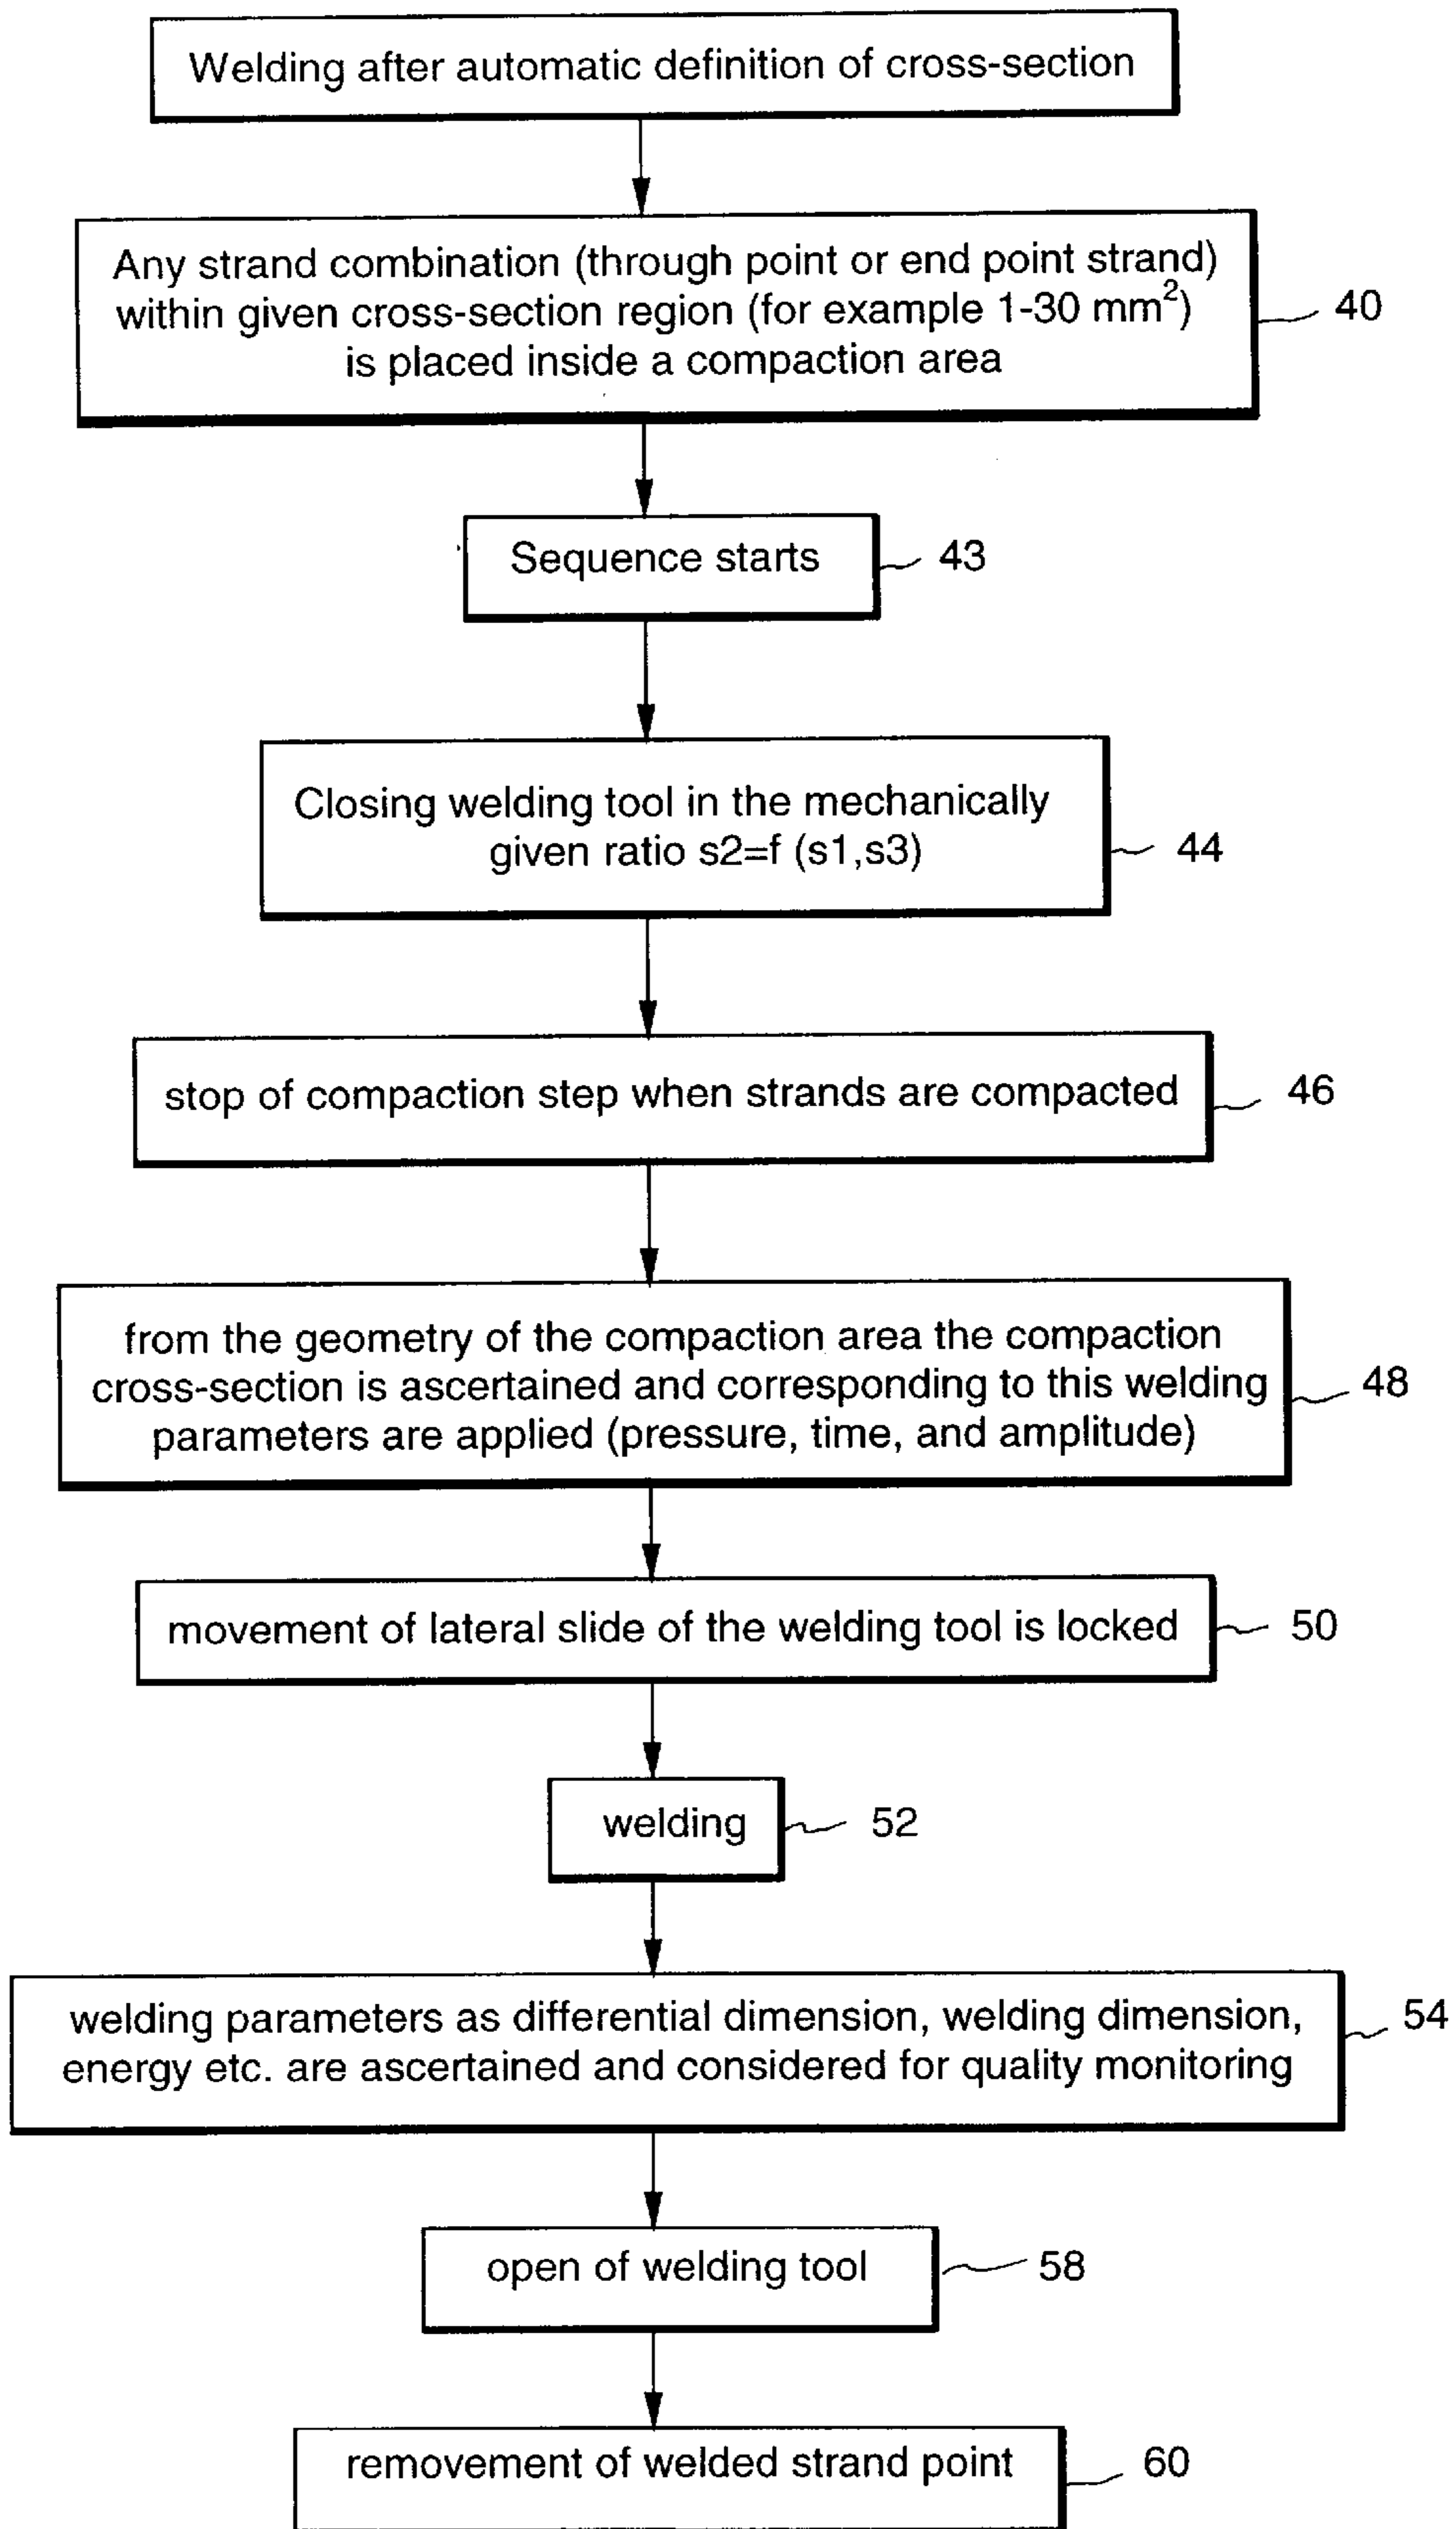 Welding after automatic definition of cross-section
Any strand combination (through point or end point strand)
within given cross-section region (for example 1-30 mm²)
is placed inside a compaction area
40
Sequence starts
43
Closing welding tool in the mechanically
given ratio s2=f (s1,s3)
44
stop of compaction step when strands are compacted
46
from the geometry of the compaction area the compaction
cross-section is ascertained and corresponding to this welding
parameters are applied (pressure, time, and amplitude)
48
movement of lateral slide of the welding tool is locked
50
welding
52
welding parameters as differential dimension, welding dimension,
energy etc. are ascertained and considered for quality monitoring
54
open of welding tool
58
removement of welded strand point
60